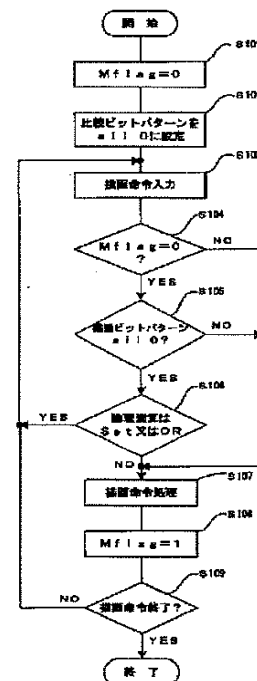 開始
S101
Mflag=0
S102
比較ビットパターンを
all 0に設定
S103
描画命令入力
S104
Mflag=0
?
NO
YES
S105
描画ビットパターン
all 0?
NO
YES
S106
論理演算は
Set又はOR
YES
NO
S107
描画命令処理
S108
Mflag=1
S109
描画命令終了?
NO
YES
終了